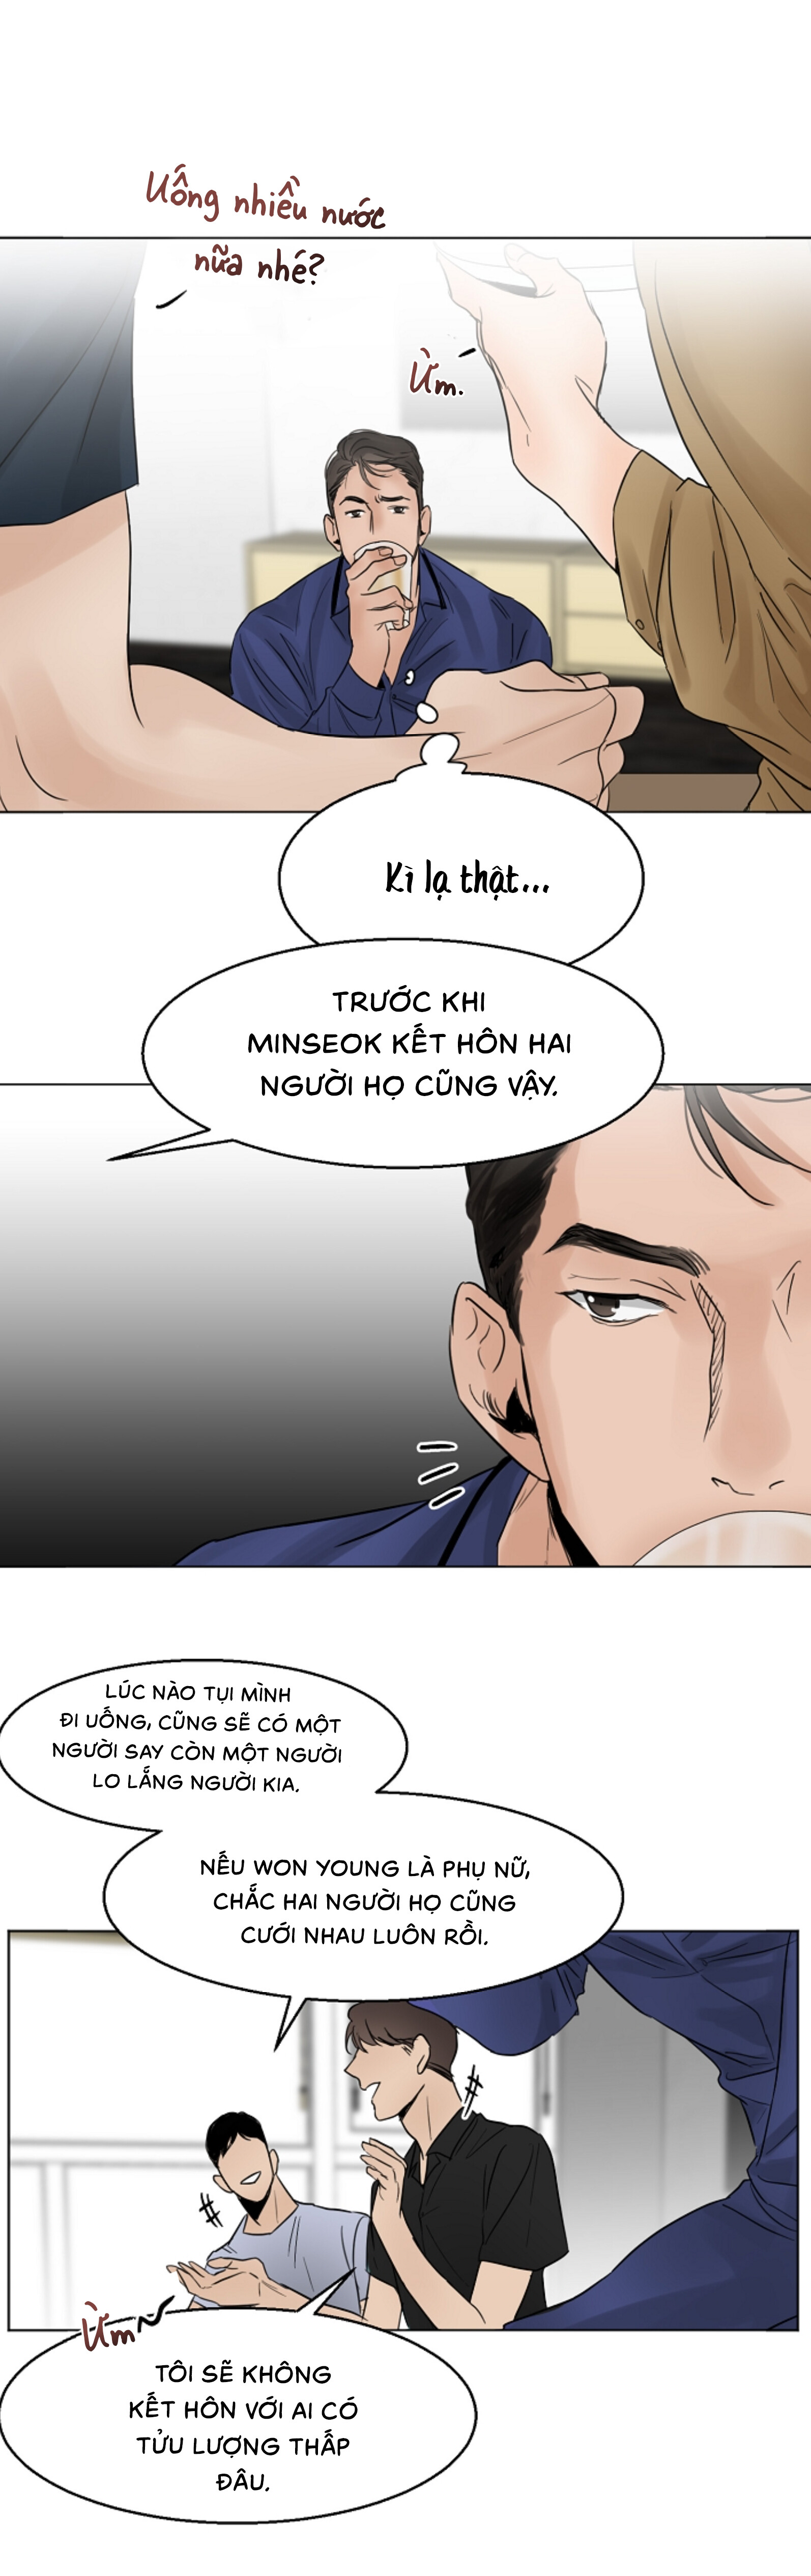 Uống nhiều nước
nữa nhé?
Ừm.
Kì lạ thật...
TRƯỚC KHI
MINSEOK KẾT HÔN HAI
NGƯỜI HỌ CŨNG VẬY.
LÚC NÀO TỤI MÌNH
ĐI UỐNG, CŨNG SẼ CÓ MỘT
NGƯỜI SAY CÒN MỘT NGƯỜI
LO LẮNG NGƯỜI KIA.
NẾU WON YOUNG LÀ PHỤ NỮ,
CHẮC HAI NGƯỜI HỌ CŨNG
CƯỚI NHAU LUÔN RỒI.
Ừm~
TÔI SẼ KHÔNG
KẾT HÔN VỚI AI CÓ
TỬU LƯỢNG THẤP
ĐÂU.